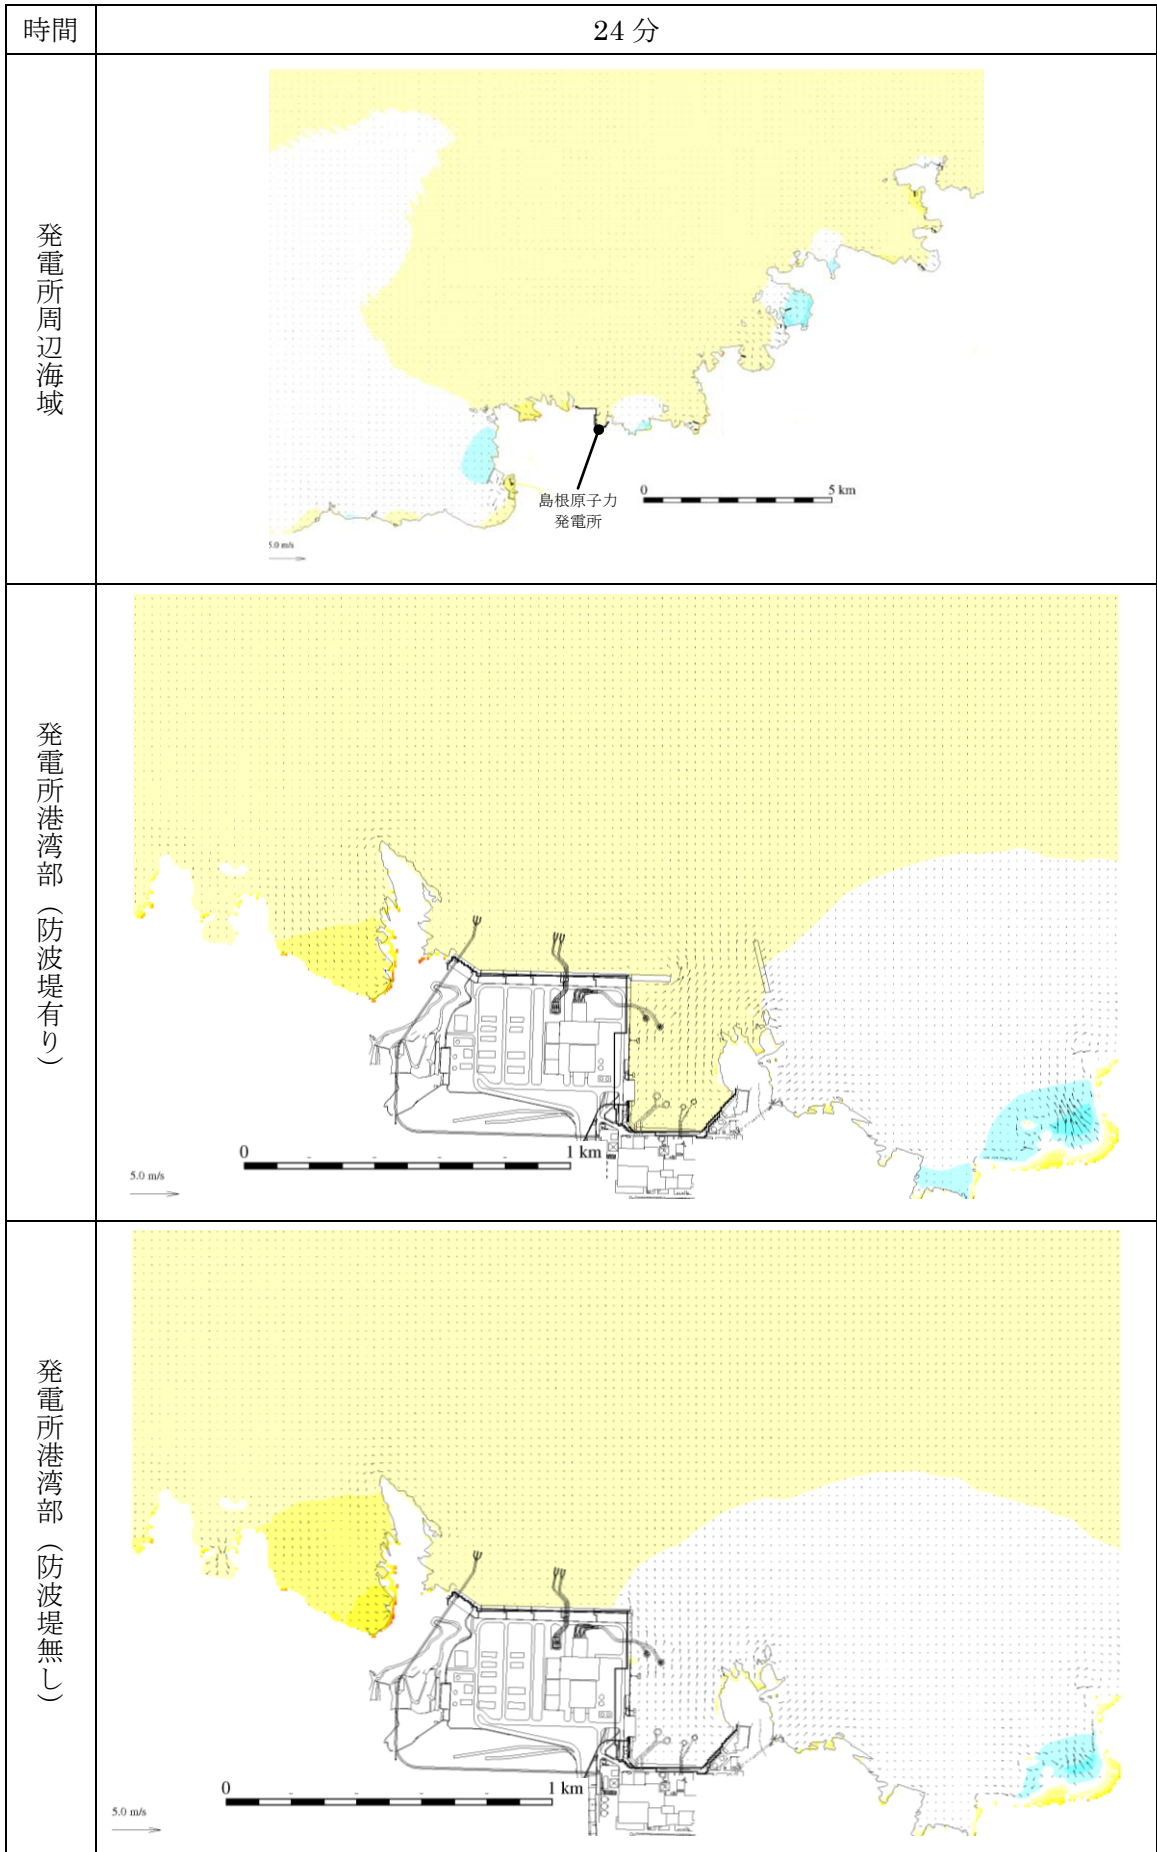 時間
24 分
発電所周辺海域
島根原子力
発電所
0
5 km
5.0 m/s
発電所港湾部（防波堤有り）
0
1 km
5.0 m/s
発電所港湾部（防波堤無し）
0
1 km
5.0 m/s